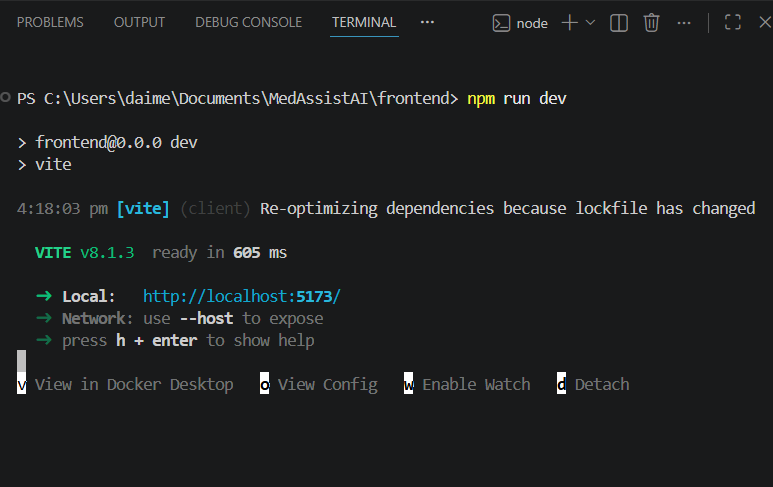 PROBLEMS OUTPUT DEBUG CONSOLE TERMINAL ··· node ···
PS C:\Users\daime\Documents\MedAssistAI\frontend> npm run dev
> frontend@0.0.0 dev
> vite
4:18:03 pm [vite] (client) Re-optimizing dependencies because lockfile has changed
VITE v8.1.3 ready in 605 ms
➜ Local: http://localhost:5173/
➜ Network: use --host to expose
➜ press h + enter to show help
v View in Docker Desktop o View Config w Enable Watch d Detach